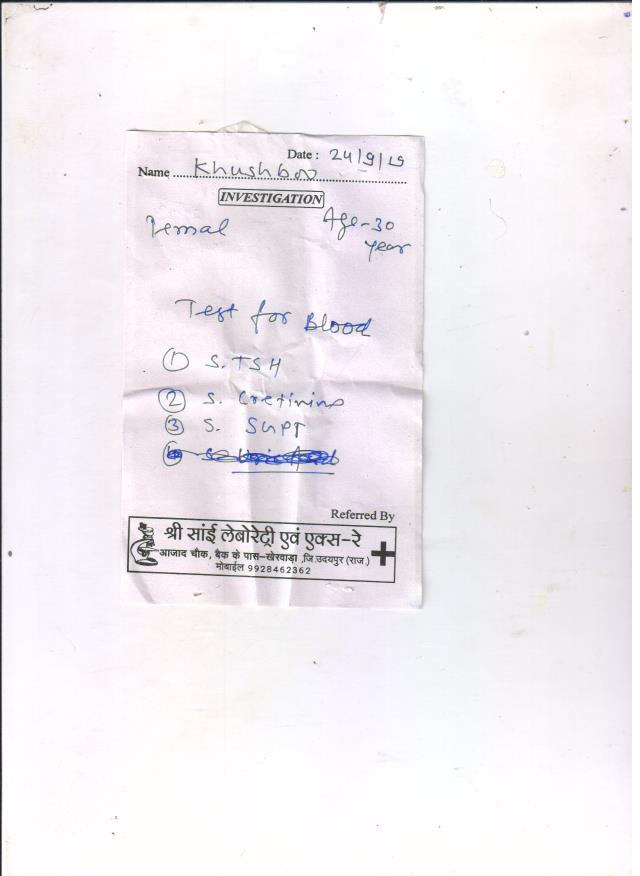 Date : 24/9/19
Name Khushboo
INVESTIGATION
Femal Age-30
year
Test for Blood
① S. TSH
② S. Cretinine
③ S. SGPT
Referred By
श्री सांई लेबोरेट्री एवं एक्स-रे
आजाद चौक, बैक के पास-खेरवाड़ा ,जि.उदयपुर (राज.)
मोबाईल 9928462362